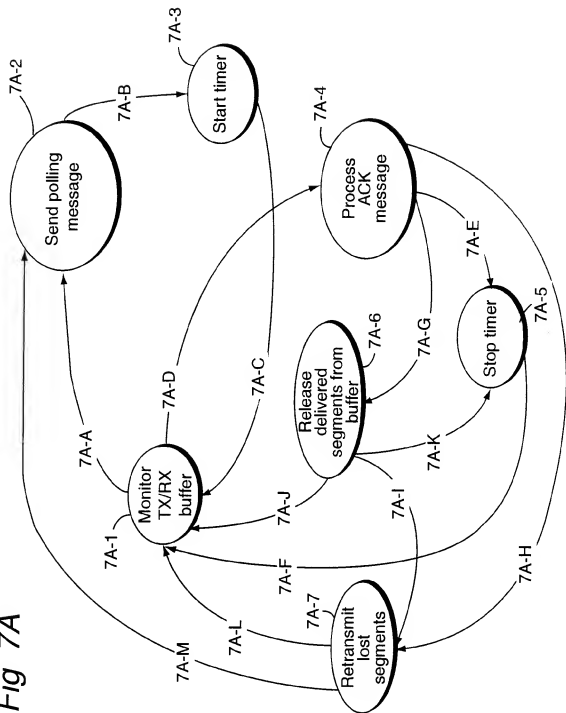 Fig 7A
7A-1
Monitor
TX/RX
buffer
7A-A
7A-2
Send polling
message
7A-B
7A-3
Start timer
7A-C
7A-D
7A-4
Process
ACK
message
7A-E
7A-5
Stop timer
7A-F
7A-G
7A-6
Release
delivered
segments from
buffer
7A-H
7A-I
7A-J
7A-K
7A-7
Retransmit
lost
segments
7A-L
7A-M